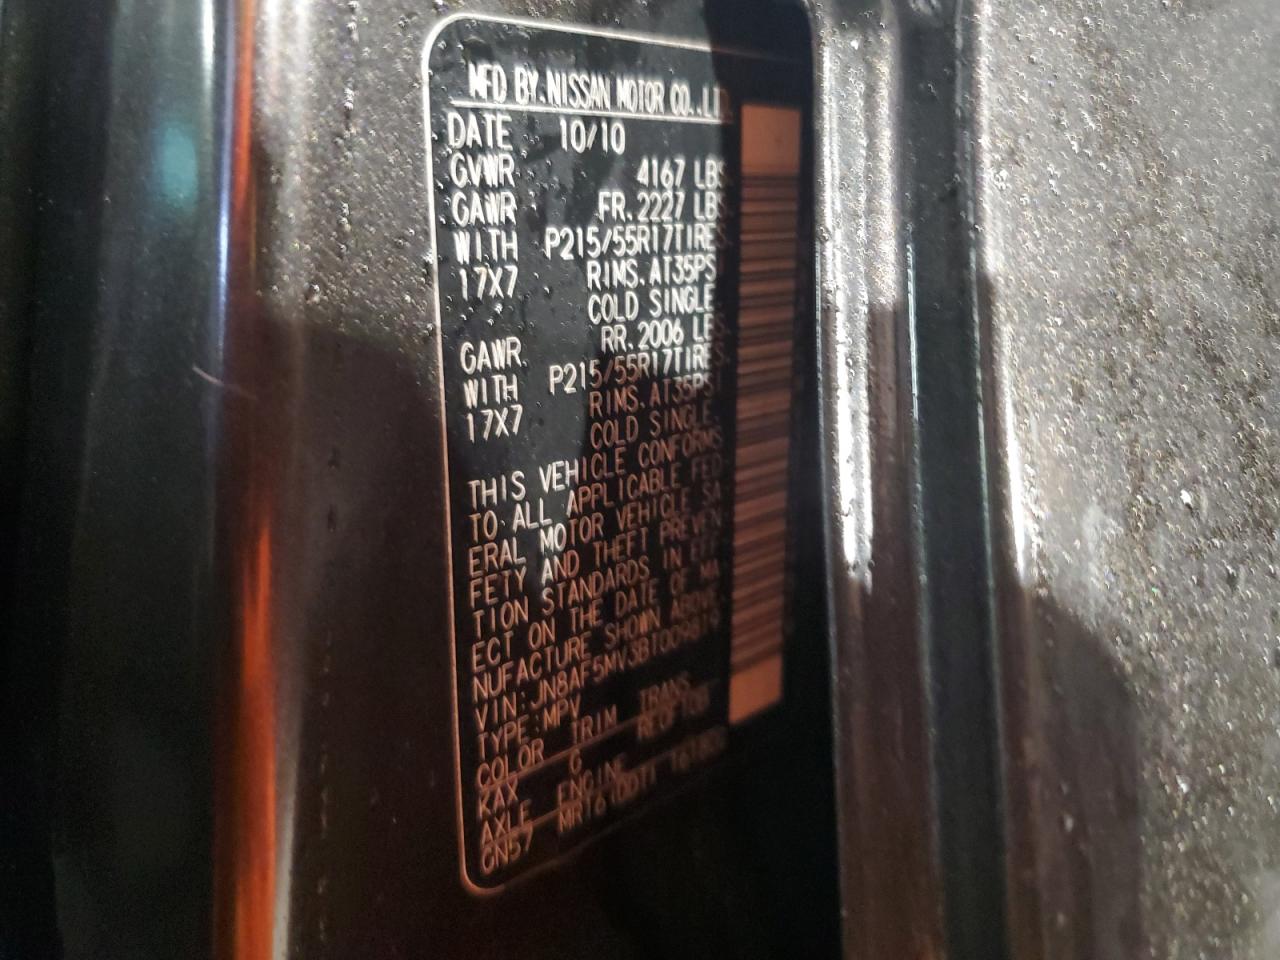 MFD BY. NISSAN MOTOR CO.,
DATE 10/10
GVWR 4167 LBS
GAWR FR. 2227 LBS
WITH P215/55R17TIRES
17X7 RIMS. AT35PS
COLD SINGLE
GAWR. RR. 2006 LBS
WITH P215/55R17TIRES.
17X7 RIMS. AT35PSI
COLD SINGLE.
THIS VEHICLE CONFORMS
TO ALL APPLICABLE FED
ERAL MOTOR VEHICLE SA
FETY AND THEFT PREVEN
TION STANDARDS IN EFF
ECT ON THE DATE OF MA
NUFACTURE SHOWN ABOVE.
VIN:
TYPE:MPV
COLOR TRIM TRANS
KAX G
AXLE ENGINE
GN57